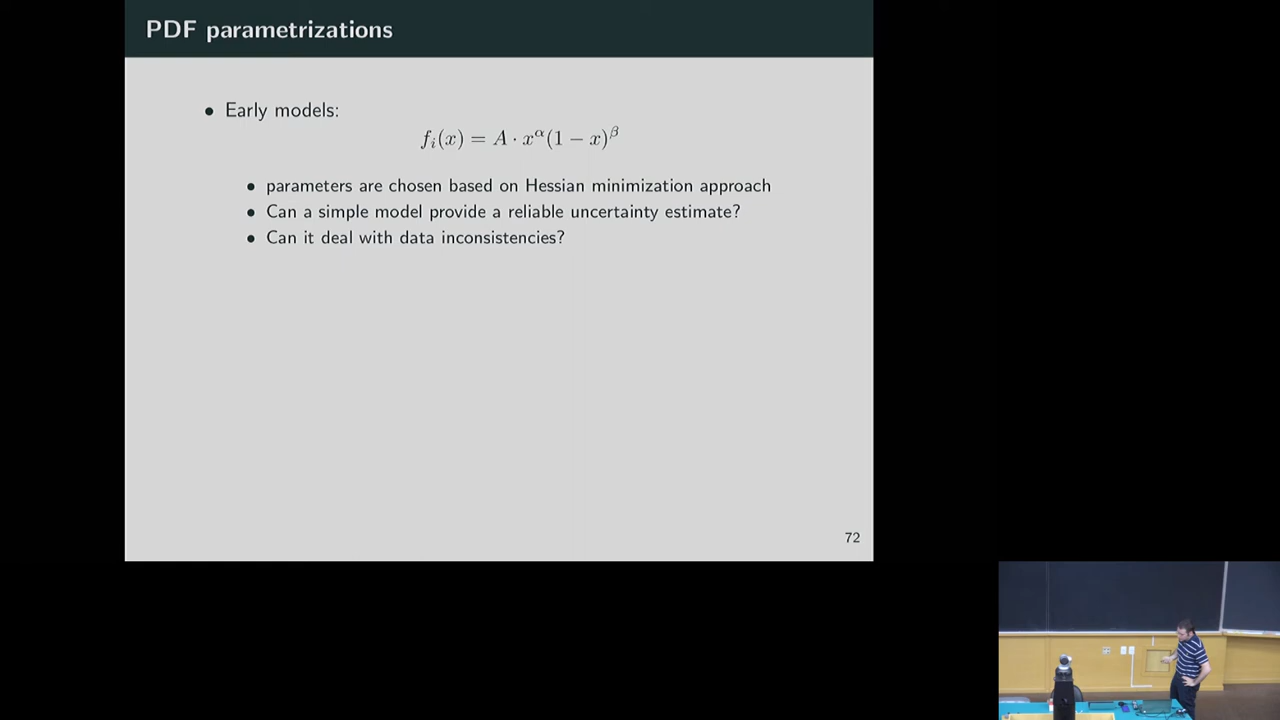 PDF parametrizations
• Early models:
f_i(x) = A · x^α(1 − x)^β
• parameters are chosen based on Hessian minimization approach
• Can a simple model provide a reliable uncertainty estimate?
• Can it deal with data inconsistencies?
72